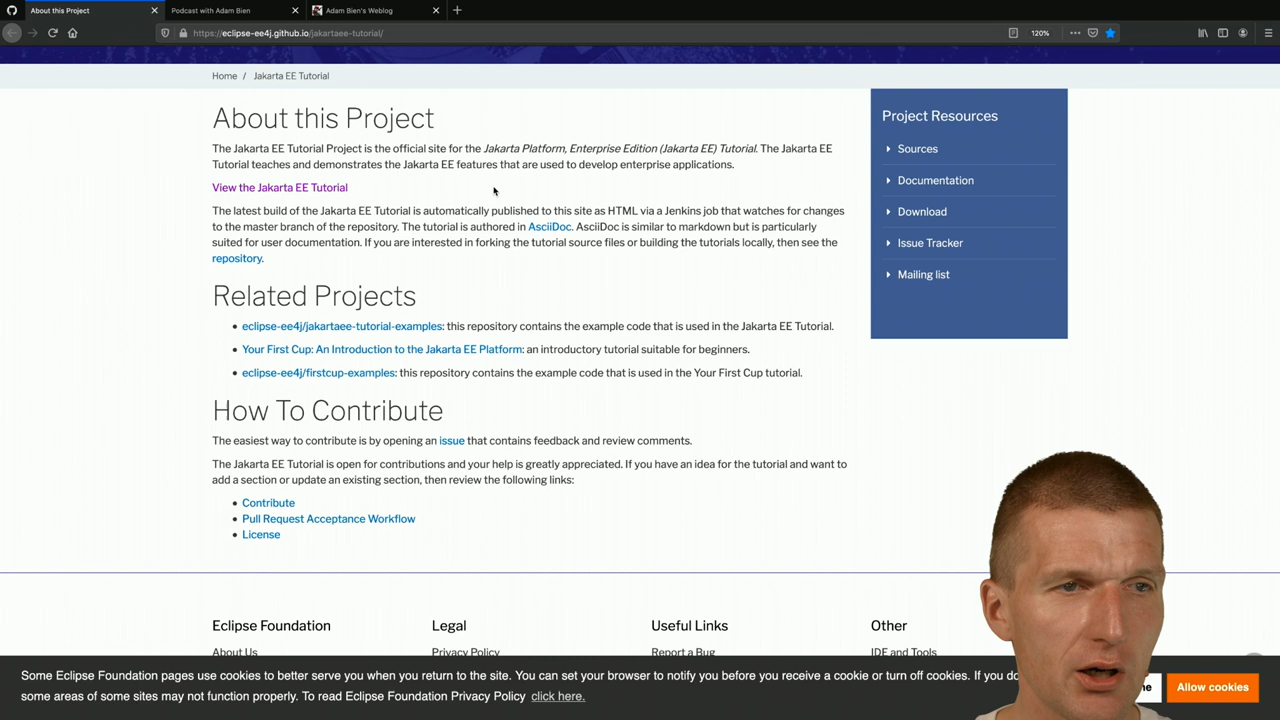 About this Project
Podcast with Adam Bien
Adam Bien's Weblog
https://eclipse-ee4j.github.io/jakartaee-tutorial/
120%
Home / Jakarta EE Tutorial
About this Project
The Jakarta EE Tutorial Project is the official site for the Jakarta Platform, Enterprise Edition (Jakarta EE) Tutorial. The Jakarta EE
Tutorial teaches and demonstrates the Jakarta EE features that are used to develop enterprise applications.
View the Jakarta EE Tutorial
The latest build of the Jakarta EE Tutorial is automatically published to this site as HTML via a Jenkins job that watches for changes
to the master branch of the repository. The tutorial is authored in AsciiDoc. AsciiDoc is similar to markdown but is particularly
suited for user documentation. If you are interested in forking the tutorial source files or building the tutorials locally, then see the
repository.
Related Projects
eclipse-ee4j/jakartaee-tutorial-examples: this repository contains the example code that is used in the Jakarta EE Tutorial.
Your First Cup: An Introduction to the Jakarta EE Platform: an introductory tutorial suitable for beginners.
eclipse-ee4j/firstcup-examples: this repository contains the example code that is used in the Your First Cup tutorial.
How To Contribute
The easiest way to contribute is by opening an issue that contains feedback and review comments.
The Jakarta EE Tutorial is open for contributions and your help is greatly appreciated. If you have an idea for the tutorial and want to
add a section or update an existing section, then review the following links:
Contribute
Pull Request Acceptance Workflow
License
Project Resources
Sources
Documentation
Download
Issue Tracker
Mailing list
Eclipse Foundation
Legal
Useful Links
Other
About Us
Privacy Policy
Report a Bug
IDE and Tools
Some Eclipse Foundation pages use cookies to better serve you when you return to the site. You can set your browser to notify you before you receive a cookie or turn off cookies. If you do
some areas of some sites may not function properly. To read Eclipse Foundation Privacy Policy click here.
Allow cookies